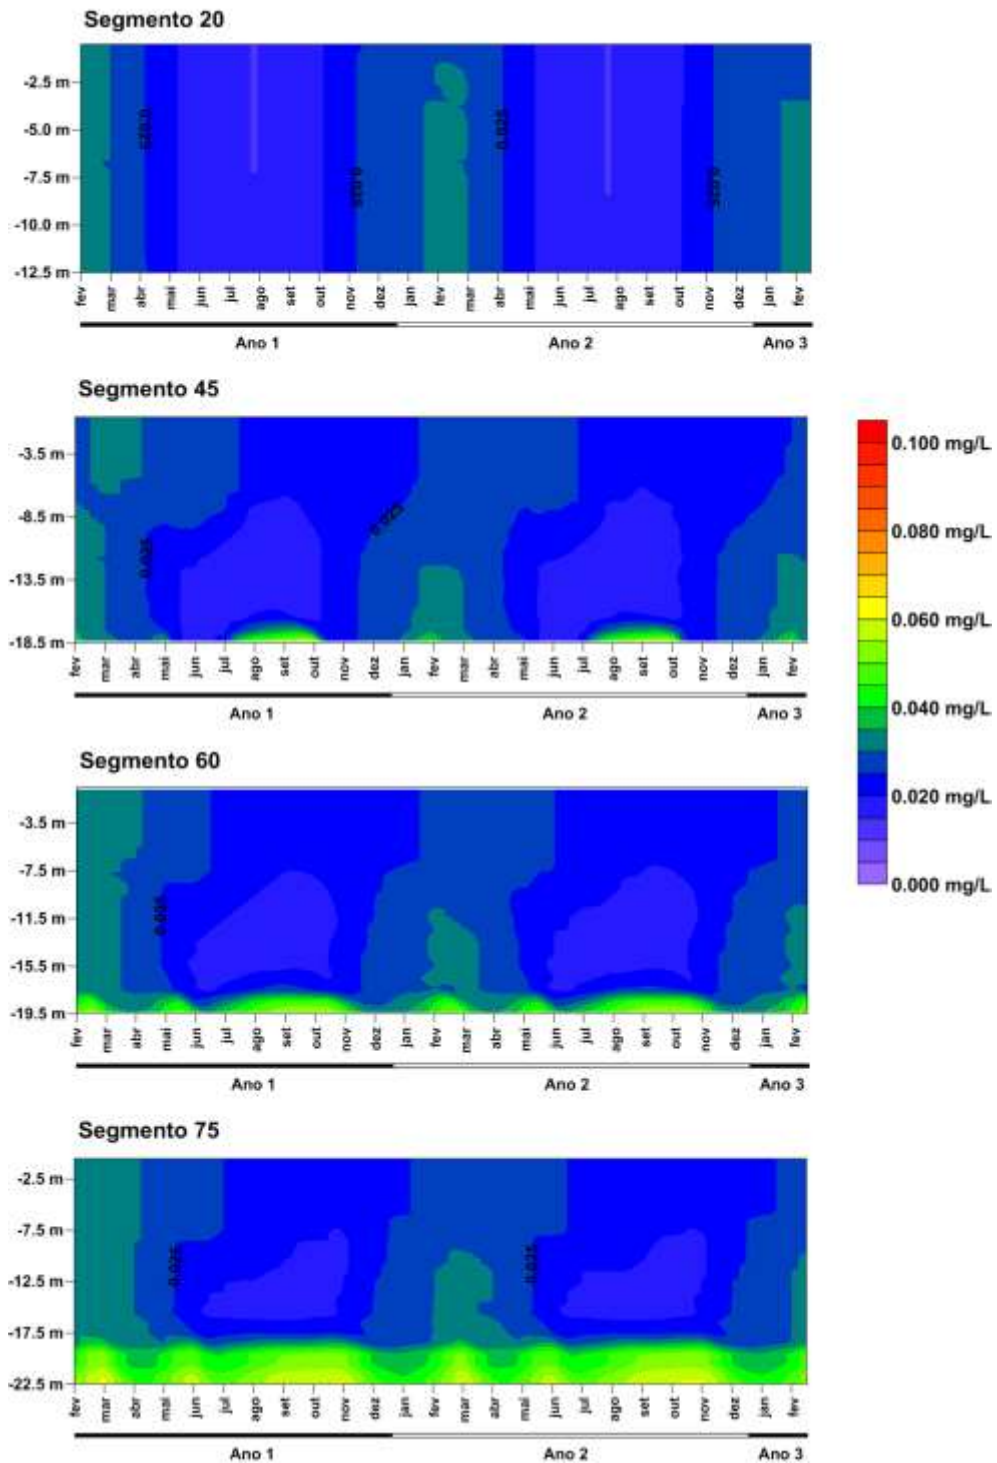 Segmento 20
-2.5 m
-5.0 m
-7.5 m
-10.0 m
-12.5 m
0.025
0.025
0.025
0.025
fev mar abr mai jun jul ago set out nov dez jan fev mar abr mai jun jul ago set out nov dez jan fev
Ano 1 Ano 2 Ano 3
Segmento 45
-3.5 m
-8.5 m
-13.5 m
-18.5 m
0.025
0.025
fev mar abr mai jun jul ago set out nov dez jan fev mar abr mai jun jul ago set out nov dez jan fev
Ano 1 Ano 2 Ano 3
0.100 mg/L
0.080 mg/L
0.060 mg/L
0.040 mg/L
0.020 mg/L
0.000 mg/L
Segmento 60
-3.5 m
-7.5 m
-11.5 m
-15.5 m
-19.5 m
0.025
fev mar abr mai jun jul ago set out nov dez jan fev mar abr mai jun jul ago set out nov dez jan fev
Ano 1 Ano 2 Ano 3
Segmento 75
-2.5 m
-7.5 m
-12.5 m
-17.5 m
-22.5 m
0.025
0.025
fev mar abr mai jun jul ago set out nov dez jan fev mar abr mai jun jul ago set out nov dez jan fev
Ano 1 Ano 2 Ano 3